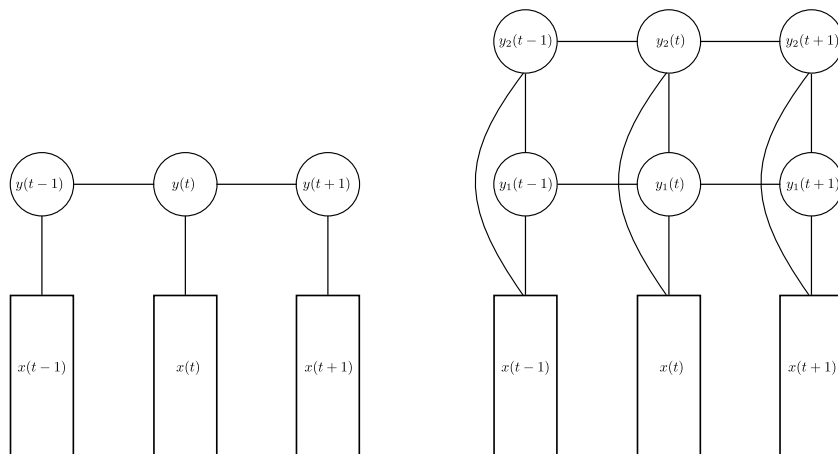 y₂(t−1) y₂(t) y₂(t+1)
y(t−1) y(t) y(t+1) y₁(t−1) y₁(t) y₁(t+1)
x(t−1) x(t) x(t+1) x(t−1) x(t) x(t+1)